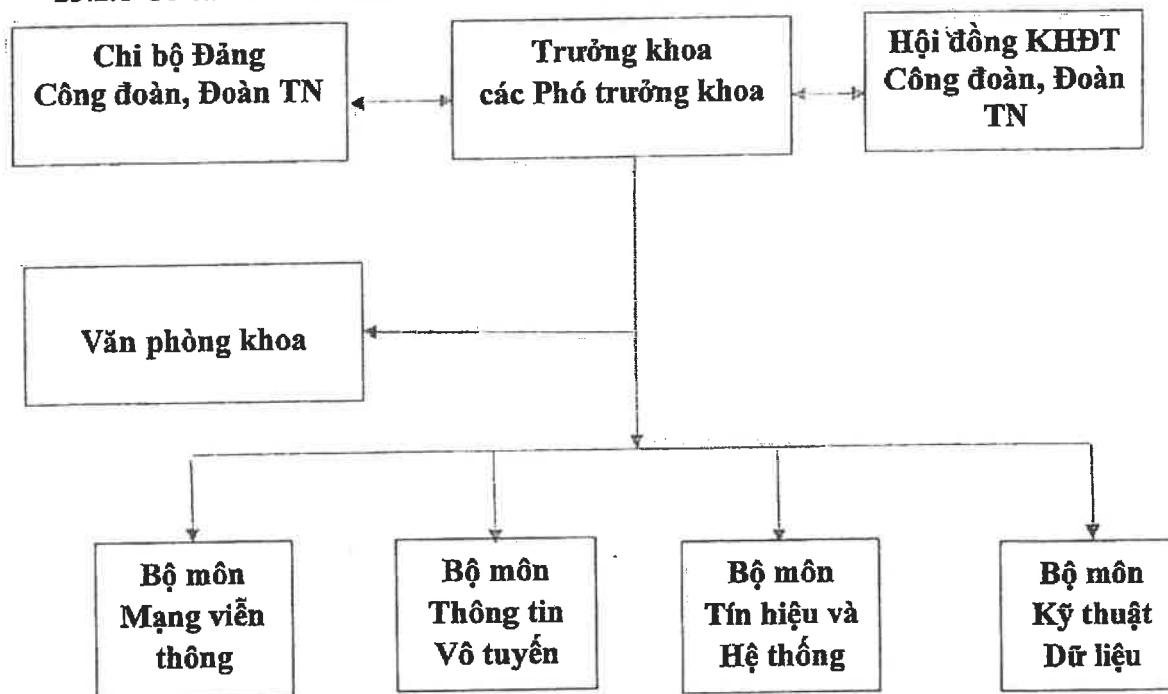 Chi bộ Đảng
Công đoàn, Đoàn TN
Trưởng khoa
các Phó trưởng khoa
Hội đồng KHĐT
Công đoàn, Đoàn
TN
Văn phòng khoa
Bộ môn
Mạng viễn
thông
Bộ môn
Thông tin
Vô tuyến
Bộ môn
Tín hiệu và
Hệ thống
Bộ môn
Kỹ thuật
Dữ liệu